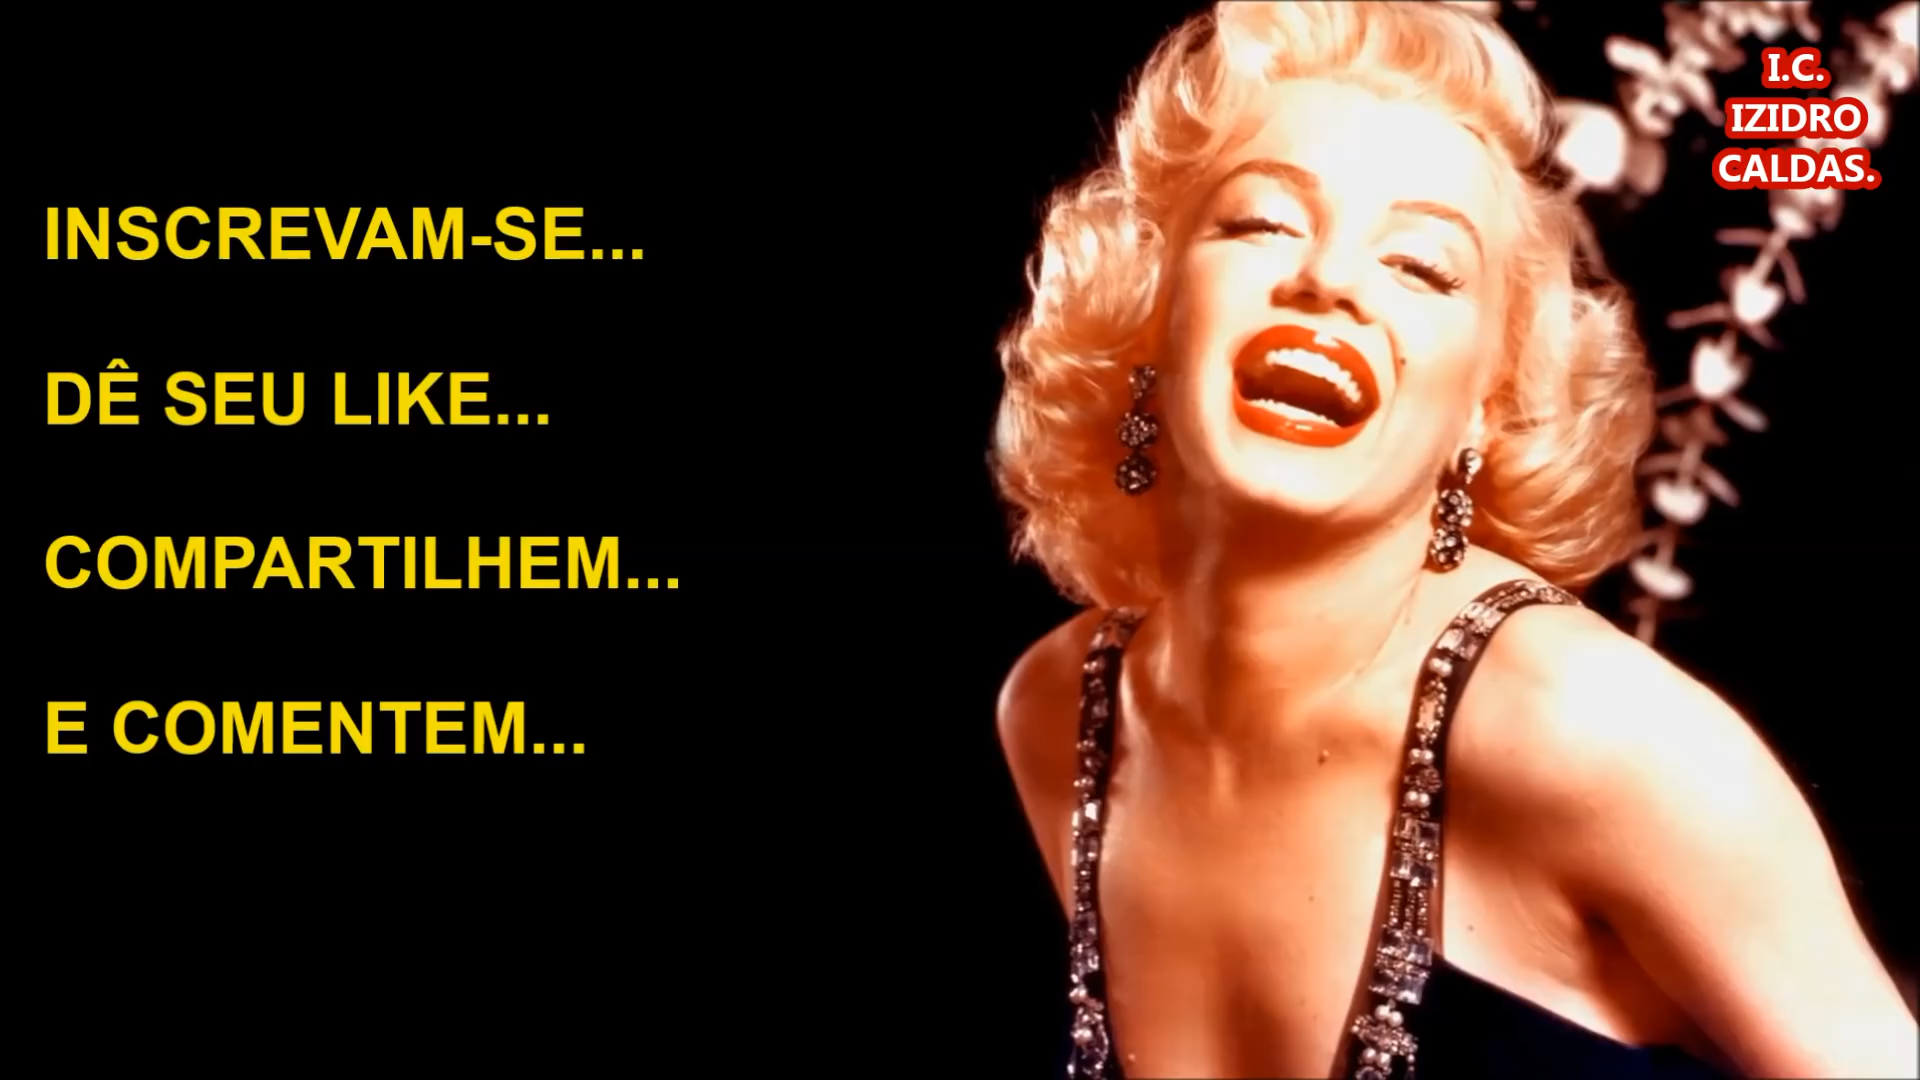 INSCREVAM-SE...
DÊ SEU LIKE...
COMPARTILHEM...
E COMENTEM...
I.C.
IZIDRO
CALDAS.